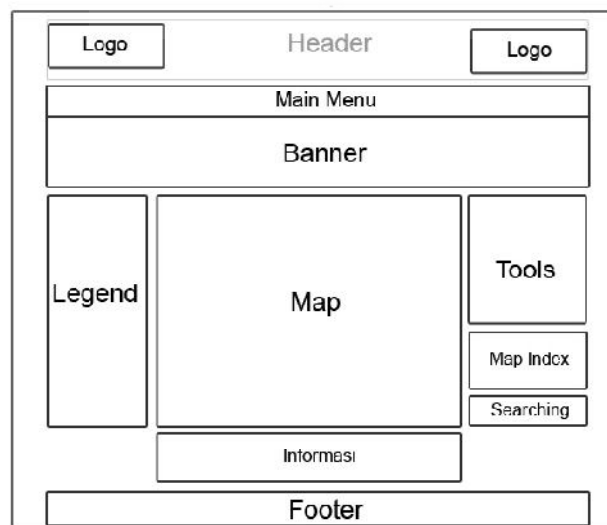 Logo
Header
Logo
Main Menu
Banner
Legend
Map
Tools
Map Index
Searching
Informasi
Footer